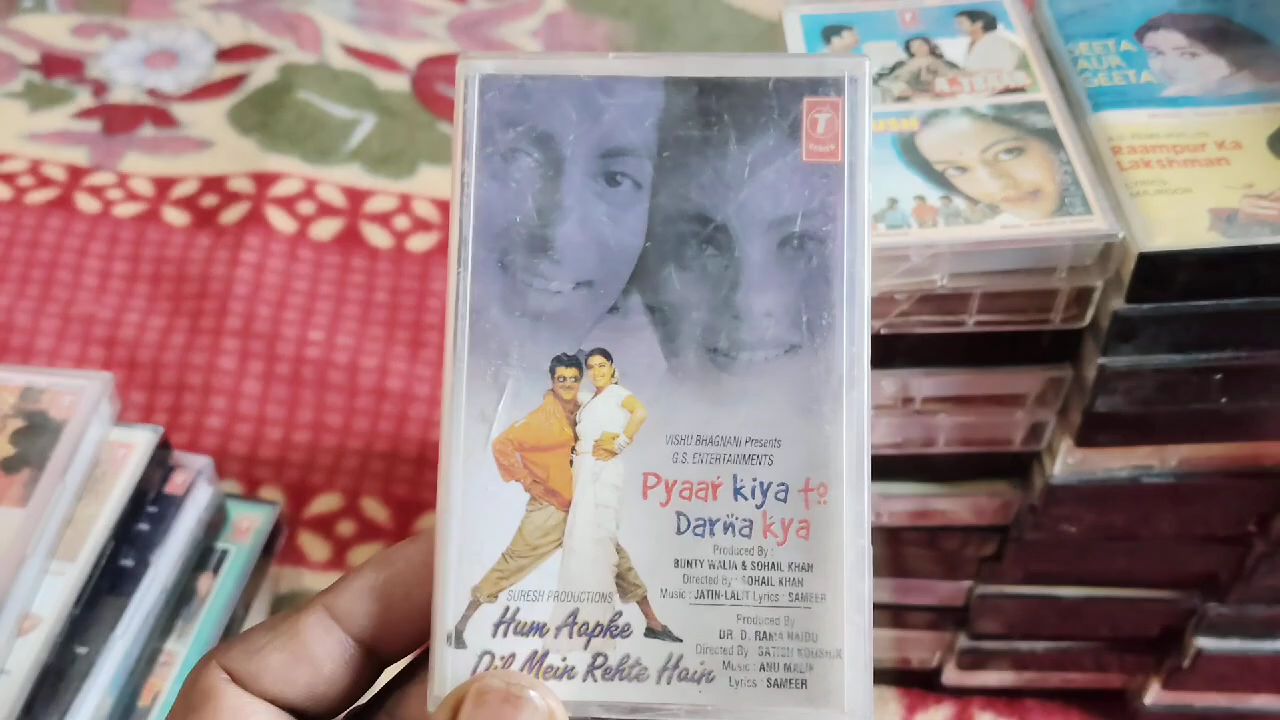 T
VISHU BHAGNANI Presents
G.S. ENTERTAINMENTS
Pyaar kiya to
Darna kya
Produced By :
BUNTY WALIA & SOHAIL KHAN
Directed By : SOHAIL KHAN
Music : JATIN-LALIT Lyrics : SAMEER
SURESH PRODUCTIONS
Hum Aapke
Dil Mein Rehte Hain
Produced By
DR. D. RAMA NAIDU
Directed By : SATISH KOUSHIK
Music : ANU MALIK
Lyrics : SAMEER
SEETA
AUR
GEETA
Raampur Ka
Lakshman